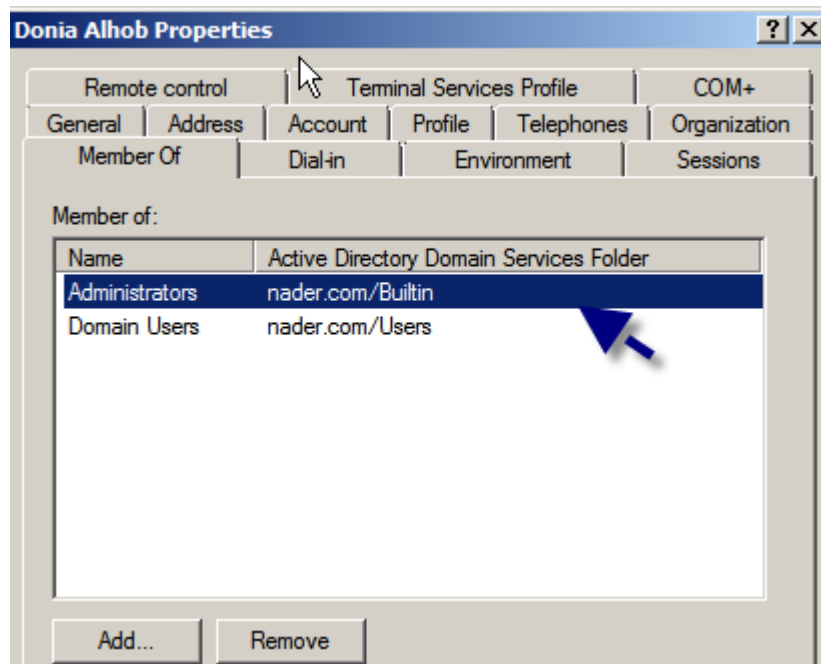 Donia Alhob Properties ? X
Remote control Terminal Services Profile COM+
General Address Account Profile Telephones Organization
Member Of Dial-in Environment Sessions
Member of:
Name Active Directory Domain Services Folder
Administrators nader.com/Builtin
Domain Users nader.com/Users
Add... Remove